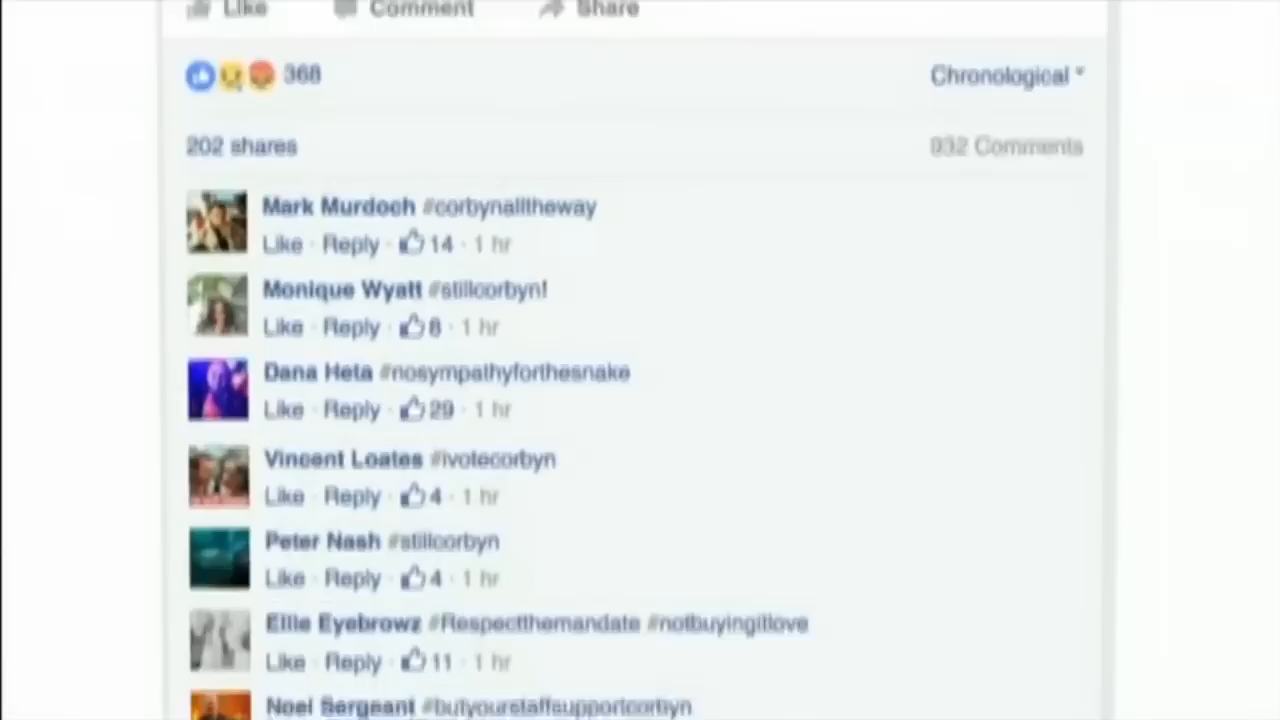 Like Comment Share
368 Chronological
202 shares 932 Comments
Mark Murdoch #corbynalltheway
Like · Reply · 14 · 1 hr
Monique Wyatt #stillcorbyn!
Like · Reply · 8 · 1 hr
Dana Heta #nosympathyforthesnake
Like · Reply · 29 · 1 hr
Vincent Loates #ivotecorbyn
Like · Reply · 4 · 1 hr
Peter Nash #stillcorbyn
Like · Reply · 4 · 1 hr
Ellie Eyebrowz #Respectthemandate #notbuyingitlove
Like · Reply · 11 · 1 hr
Noel Sergeant #butyourstaffsupportcorbyn